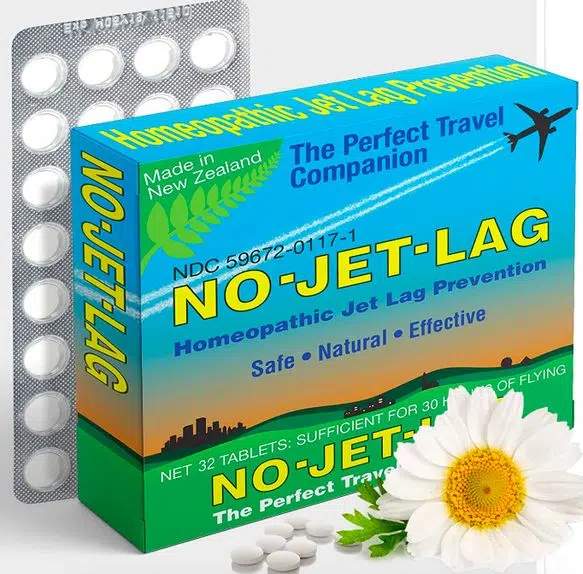 Homeopathic Jet Lag Prevention
Made in
New Zealand
The Perfect Travel
Companion
NDC 59672-0117-1
NO-JET-LAG
NO-JET-LAG
Homeopathic Jet Lag Prevention
Safe • Natural • Effective
NET 32 TABLETS: SUFFICIENT FOR 30 OF FLYING
NO-JET-
The Perfect